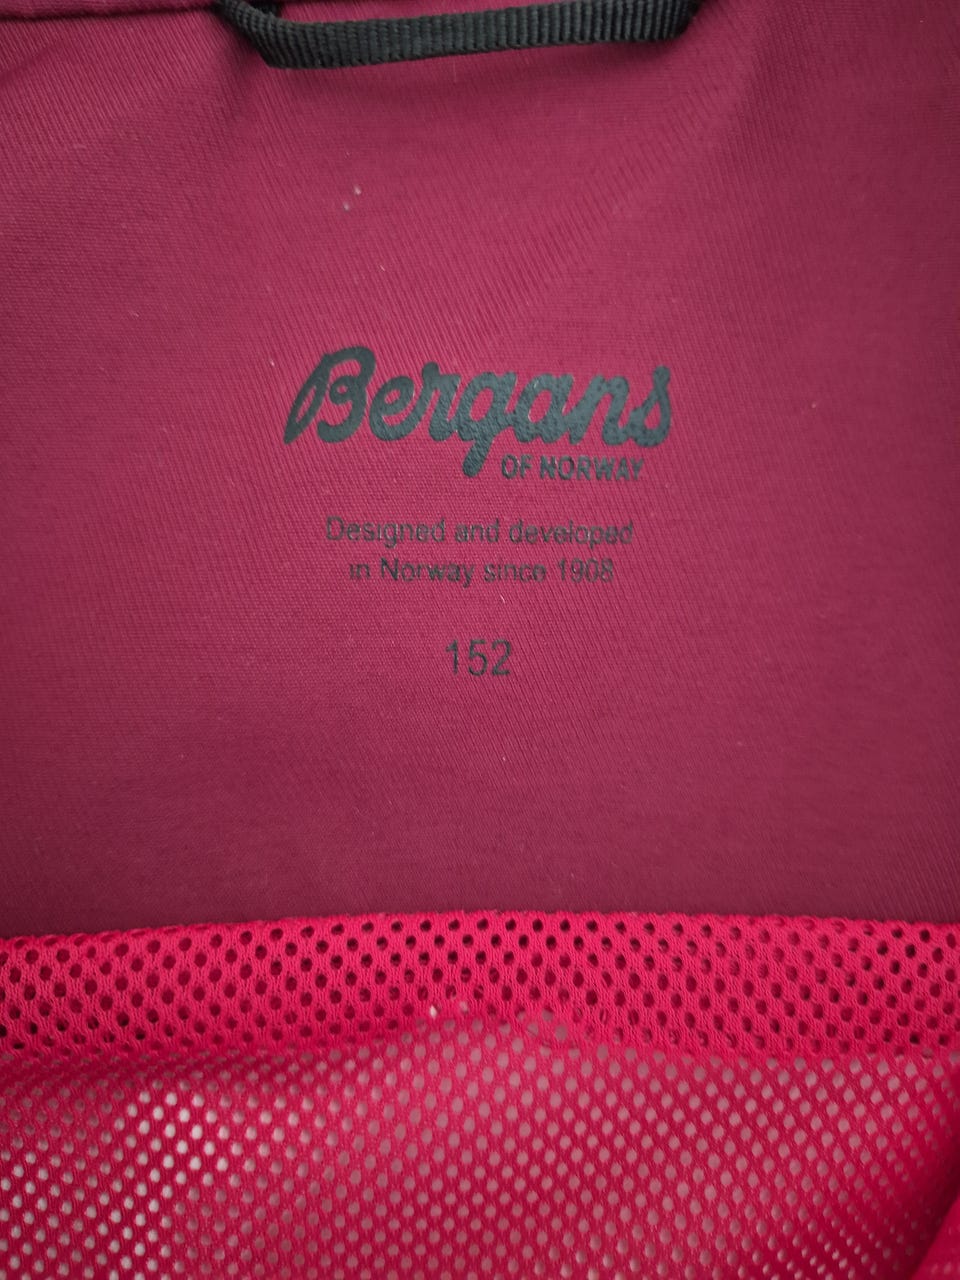 Bergans
OF NORWAY
Designed and developed
in Norway since 1908
152